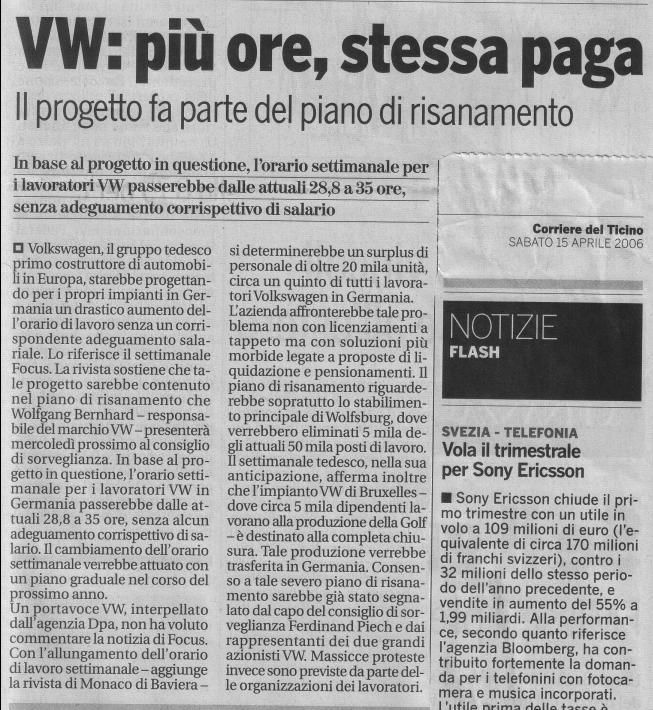 VW: più ore, stessa paga
Il progetto fa parte del piano di risanamento
In base al progetto in questione, l'orario settimanale per
i lavoratori VW passerebbe dalle attuali 28,8 a 35 ore,
senza adeguamento corrispettivo di salario
Volkswagen, il gruppo tedesco
primo costruttore di automobi-
li in Europa, starebbe progettan-
do per i propri impianti in Ger-
mania un drastico aumento del-
l'orario di lavoro senza un corri-
spondente adeguamento sala-
riale. Lo riferisce il settimanale
Focus. La rivista sostiene che ta-
le progetto sarebbe contenuto
nel piano di risanamento che
Wolfgang Bernhard – responsa-
bile del marchio VW – presenterà
mercoledì prossimo al consiglio
di sorveglianza. In base al pro-
getto in questione, l'orario setti-
manale per i lavoratori VW in
Germania passerebbe dalle at-
tuali 28,8 a 35 ore, senza alcun
adeguamento corrispettivo di sa-
lario. Il cambiamento dell'orario
settimanale verrebbe attuato con
un piano graduale nel corso del
prossimo anno.
Un portavoce VW, interpellato
dall'agenzia Dpa, non ha voluto
commentare la notizia di Focus.
Con l'allungamento dell'orario
di lavoro settimanale – aggiunge
la rivista di Monaco di Baviera –
si determinerebbe un surplus di
personale di oltre 20 mila unità,
circa un quinto di tutti i lavora-
tori Volkswagen in Germania.
L'azienda affronterebbe tale pro-
blema non con licenziamenti a
tappeto ma con soluzioni più
morbide legate a proposte di li-
quidazione e pensionamenti. Il
piano di risanamento riguarde-
rebbe sopratutto lo stabilimen-
to principale di Wolfsburg, dove
verrebbero eliminati 5 mila de-
gli attuali 50 mila posti di lavoro.
Il settimanale tedesco, nella sua
anticipazione, afferma inoltre
che l'impianto VW di Bruxelles –
dove circa 5 mila dipendenti la-
vorano alla produzione della Golf
– è destinato alla completa chiu-
sura. Tale produzione verrebbe
trasferita in Germania. Consen-
so a tale severo piano di risana-
mento sarebbe già stato segna-
lato dal capo del consiglio di sor-
veglianza Ferdinand Piech e dai
rappresentanti dei due grandi
azionisti VW. Massicce proteste
invece sono previste da parte del-
le organizzazioni dei lavoratori.
Corriere del Ticino
SABATO 15 APRILE 2006
NOTIZIE
FLASH
SVEZIA - TELEFONIA
Vola il trimestrale
per Sony Ericsson
Sony Ericsson chiude il pri-
mo trimestre con un utile in
volo a 109 milioni di euro (l'e-
quivalente di circa 170 milioni
di franchi svizzeri), contro i
32 milioni dello stesso perio-
do dell'anno precedente, e
vendite in aumento del 55% a
1,99 miliardi. Alla performan-
ce, secondo quanto riferisce
l'agenzia Bloomberg, ha con-
tribuito fortemente la doman-
da per i telefonini con fotoca-
mera e musica incorporati.
L'utile prima delle tasse è